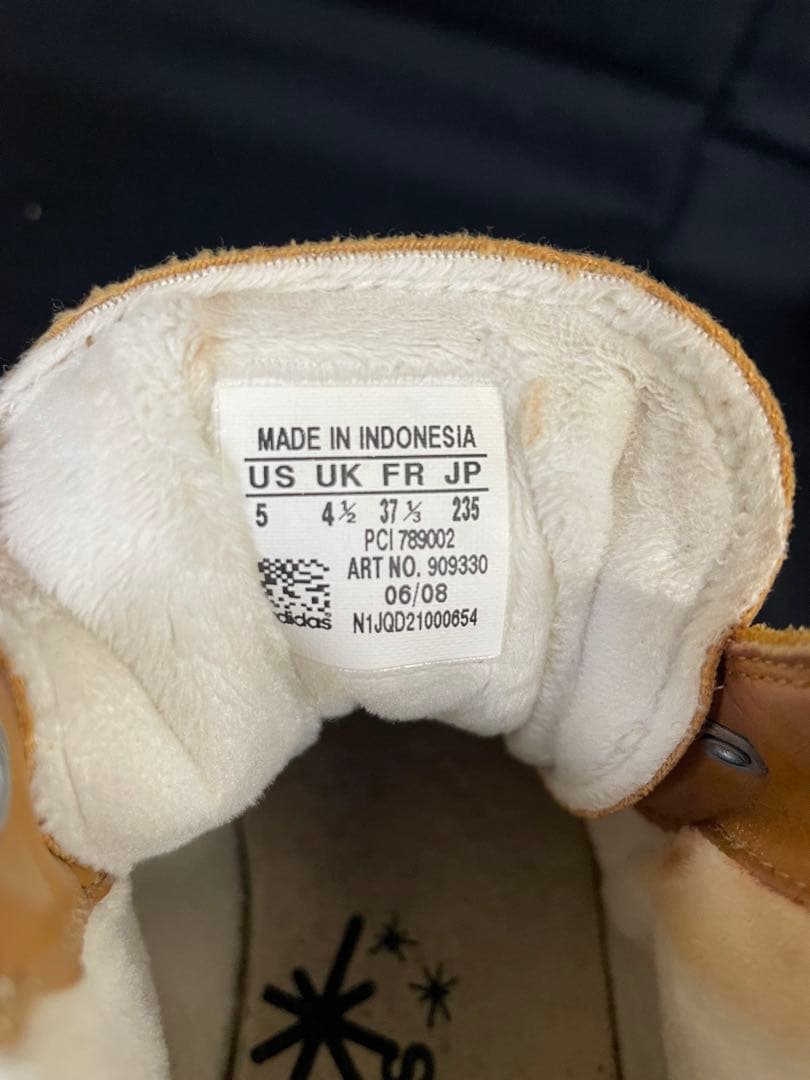 MADE IN INDONESIA
US UK FR JP
5 4½ 37⅓ 235
PCI 789002
ART NO. 909330
06/08
adidas N1JQD21000654
S